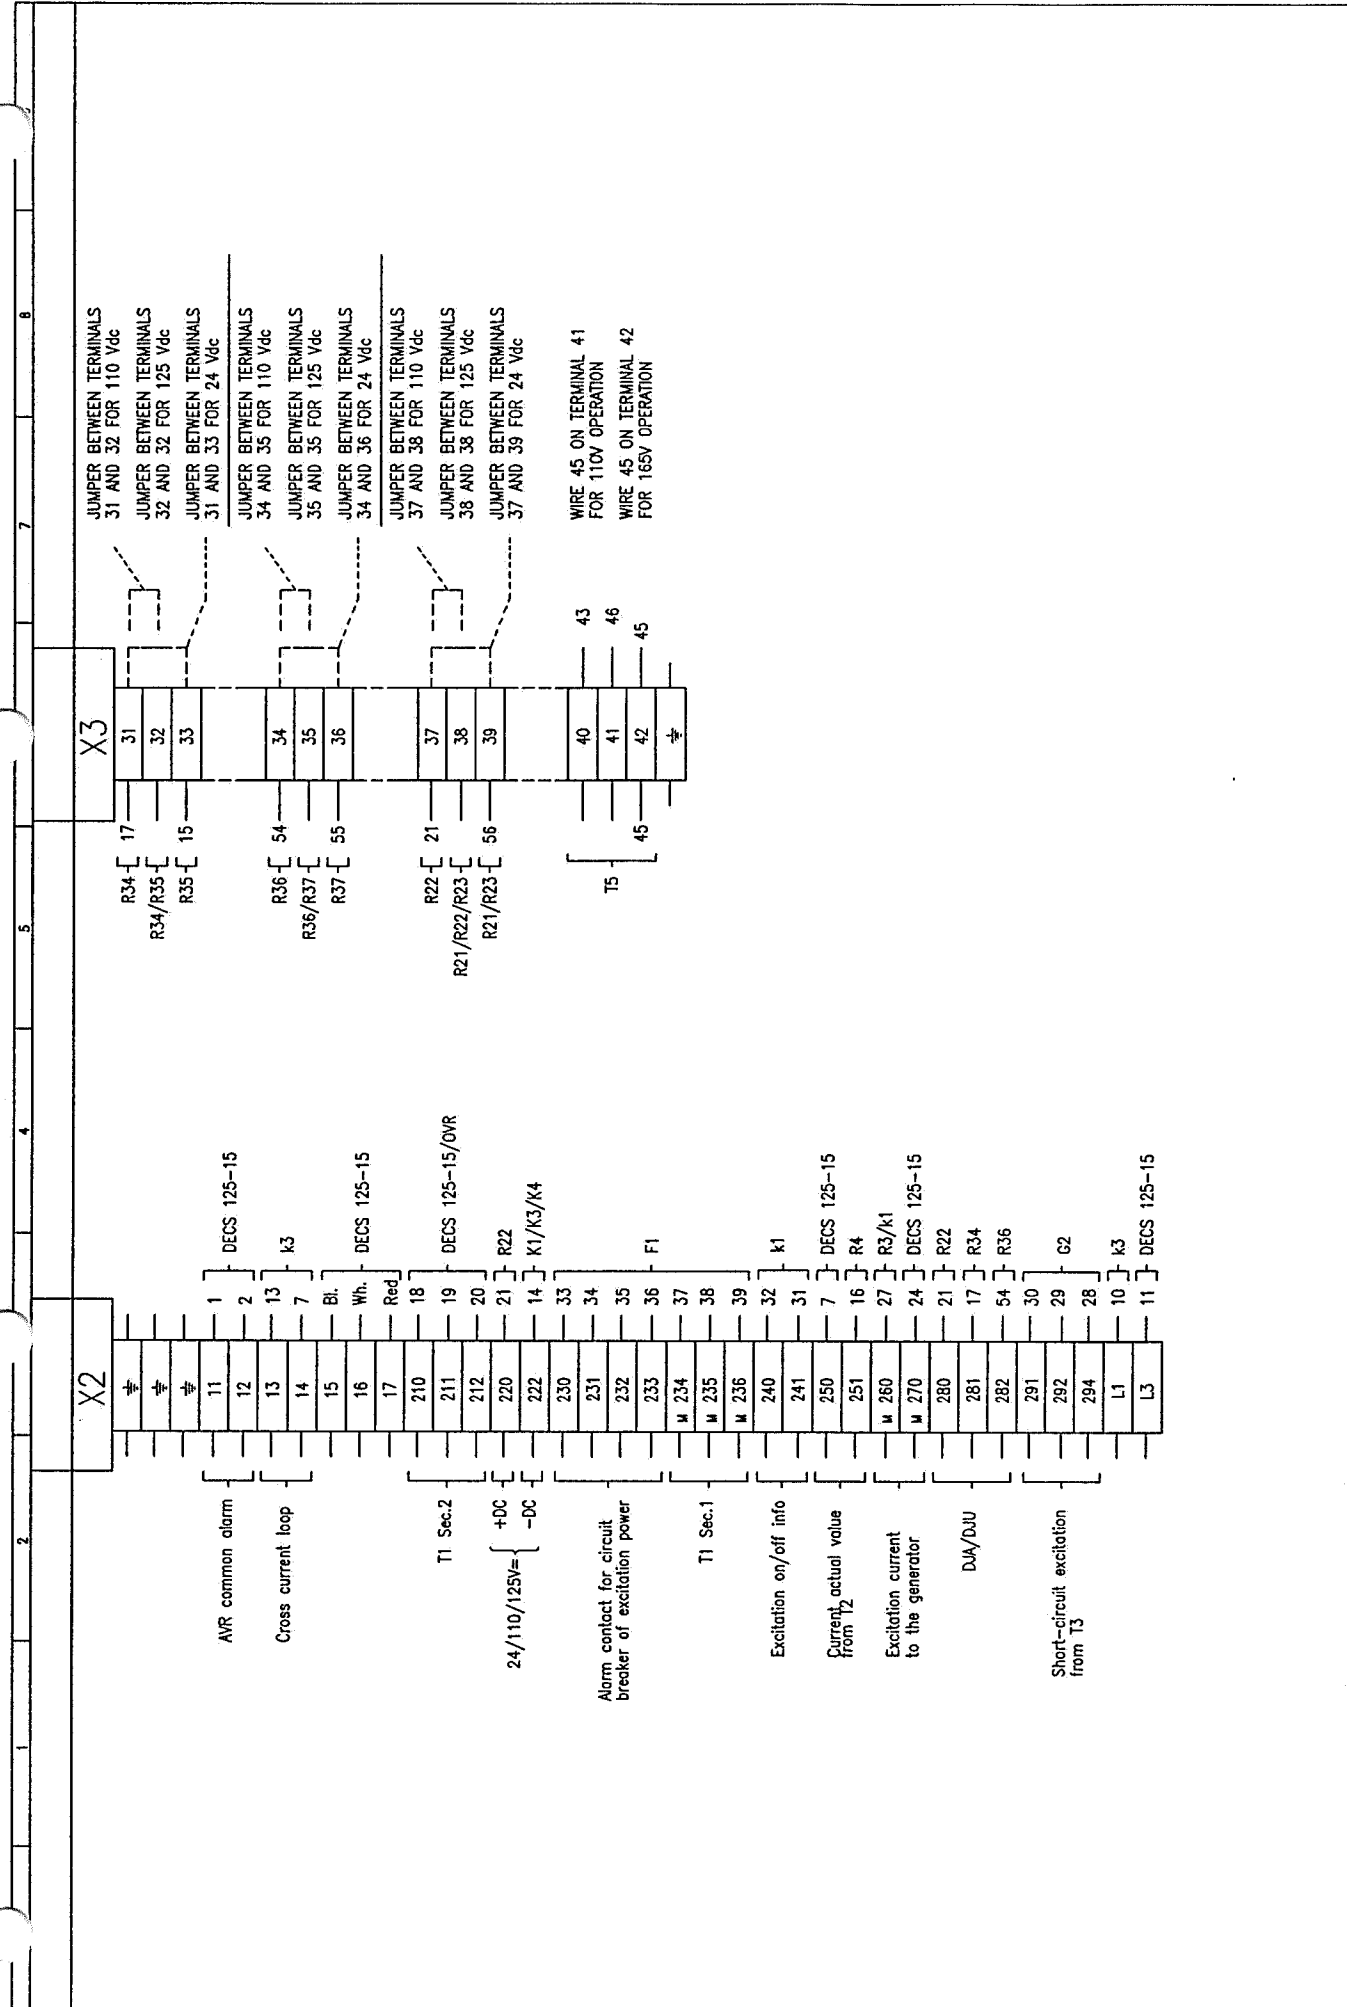 1
2
4
5
7
8
X2
11
12
13
14
15
16
17
210
211
212
220
222
230
231
232
233
M 234
M 235
M 236
240
241
250
251
M 260
M 270
280
281
282
291
292
294
L1
L3
AVR common alarm
Cross current loop
T1 Sec.2
24/110/125V=
+DC
-DC
Alarm contact for circuit
breaker of excitation power
T1 Sec.1
Excitation on/off info
Current actual value
from T2
Excitation current
to the generator
DJA/DJU
Short-circuit excitation
from T3
1
2
13
7
Bl.
Wh.
Red
18
19
20
21
14
33
34
35
36
37
38
39
32
31
7
16
27
24
21
17
54
30
29
28
10
11
DECS 125-15
k3
DECS 125-15
DECS 125-15/OVR
R22
K1/K3/K4
F1
k1
DECS 125-15
R4
R3/k1
DECS 125-15
R22
R34
R36
G2
k3
DECS 125-15
X3
R34 17
R34/R35
R35 15
R36 54
R36/R37
R37 55
R22 21
R21/R22/R23
R21/R23 56
T5
45
31
32
33
34
35
36
37
38
39
40
41
42
43
46
45
JUMPER BETWEEN TERMINALS
31 AND 32 FOR 110 Vdc
JUMPER BETWEEN TERMINALS
32 AND 32 FOR 125 Vdc
JUMPER BETWEEN TERMINALS
31 AND 33 FOR 24 Vdc
JUMPER BETWEEN TERMINALS
34 AND 35 FOR 110 Vdc
JUMPER BETWEEN TERMINALS
35 AND 35 FOR 125 Vdc
JUMPER BETWEEN TERMINALS
34 AND 36 FOR 24 Vdc
JUMPER BETWEEN TERMINALS
37 AND 38 FOR 110 Vdc
JUMPER BETWEEN TERMINALS
38 AND 38 FOR 125 Vdc
JUMPER BETWEEN TERMINALS
37 AND 39 FOR 24 Vdc
WIRE 45 ON TERMINAL 41
FOR 110V OPERATION
WIRE 45 ON TERMINAL 42
FOR 165V OPERATION